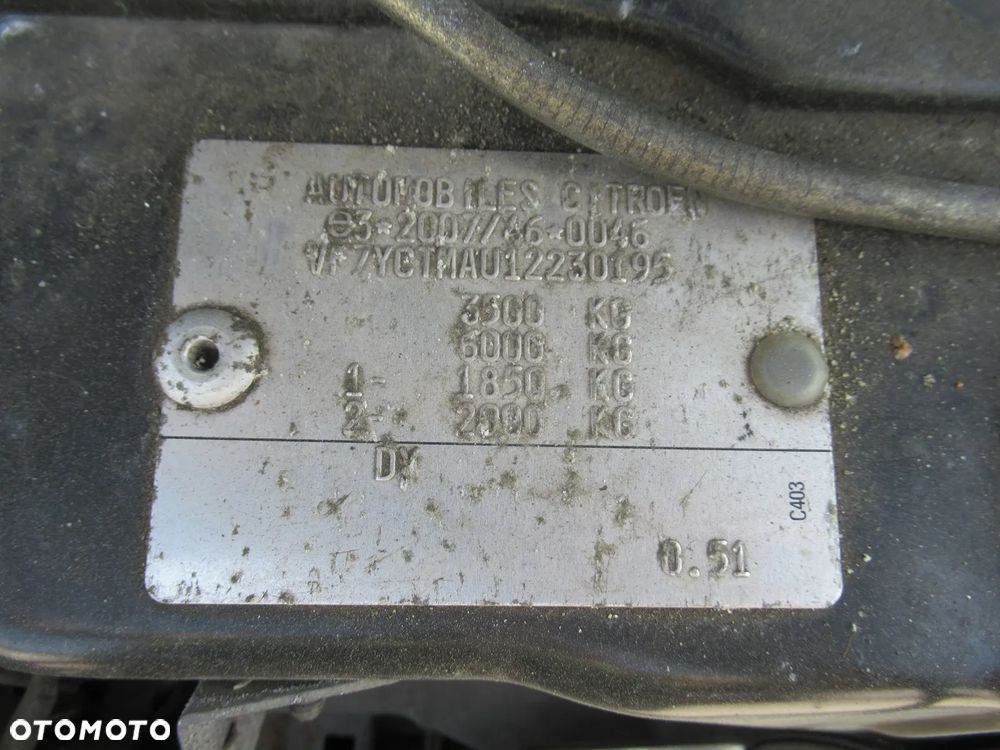 AUTOMOBILES CITROEN
e3*2007/46*0046
VF7YCTMAU12230195
3500 KG
6000 KG
1- 1850 KG
2- 2000 KG
DY
C403
0.51
OTOMOTO